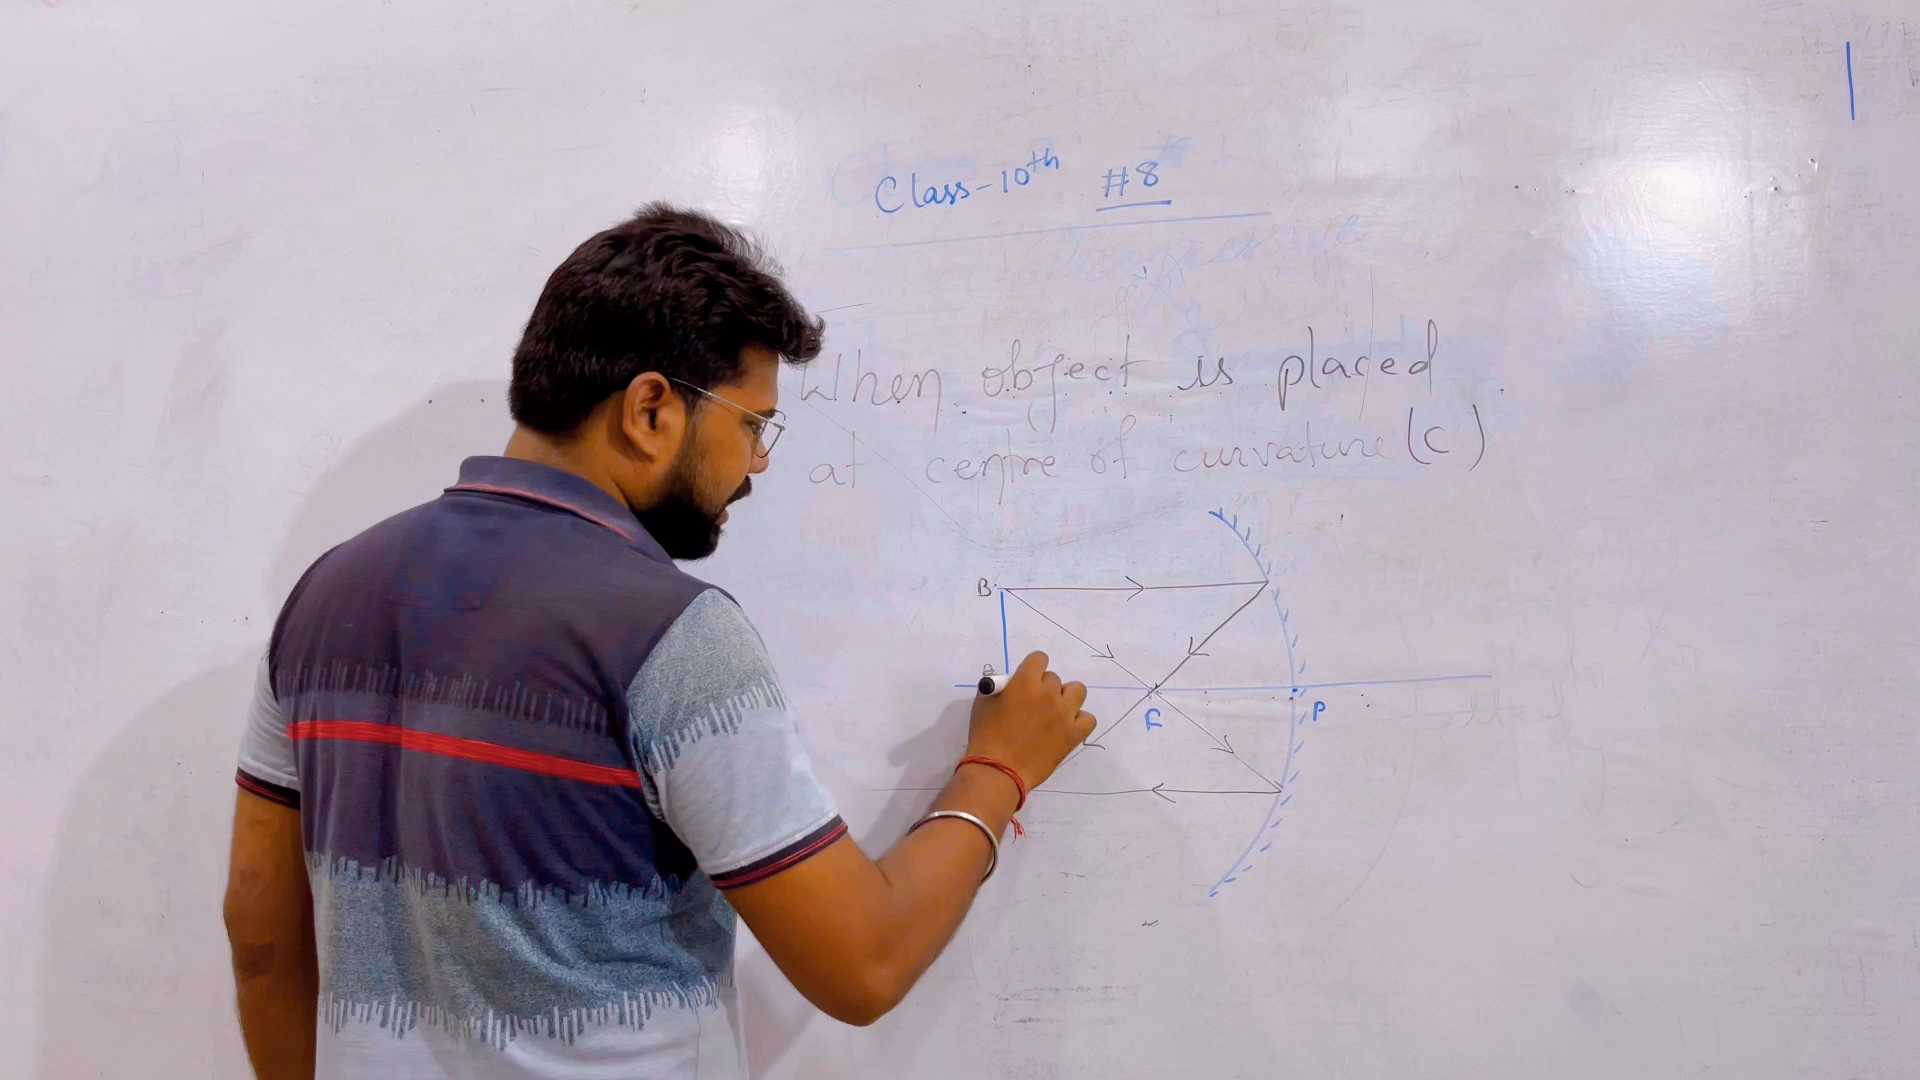 Class-10th #8
When object is placed
at centre of curvature (C)
B
A
F
P